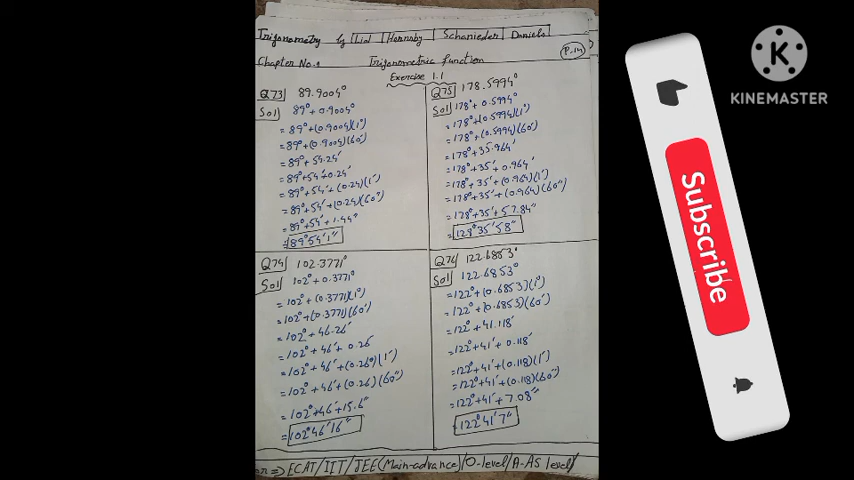 Trigonometry by Lial Hornsby Schanieder Daniels
P.14
Chapter No.1 Trigonometric function
Exercise 1.1
Q73 89.9004°
Sol 89°+0.9004°
=89°+(0.9004)(1°)
=89°+(0.9004)(60')
=89°+54.24'
=89°+54'+0.24'
=89°+54'+(0.24)(1')
=89°+54'+(0.24)(60")
=89°+54'+1.44"
=89°54'1"
Q74 102.3771°
Sol 102°+0.3771°
=102°+(0.3771)(1°)
=102°+(0.3771)(60')
=102°+46.26'
=102°+46'+0.26
=102°+46'+(0.26°)(1')
=102°+46'+(0.26)(60")
=102°+46'+15.6"
=102°46'16"
Q75 178.5994°
Sol 178°+0.5994°
=178°+(0.5994)(1°)
=178°+(0.5994)(60')
=178°+35.964'
=178°+35'+0.964'
=178°+35'+(0.964)(1')
=178°+35'+(0.964)(60")
=178°+35'+57.84"
=128°35'58"
Q76 122.6853°
Sol 122.6853°
=122°+(0.6853)(1°)
=122°+(0.6853)(60')
=122°+41.118'
=122°+41'+0.118'
=122°+41'+(0.118)(1')
=122°+41'+(0.118)(60")
=122°+41'+7.08"
=122°41'7"
=> ECAT/IIT/JEE(Main-advance)/O-level/A-As level/
KINEMASTER
Subscribe